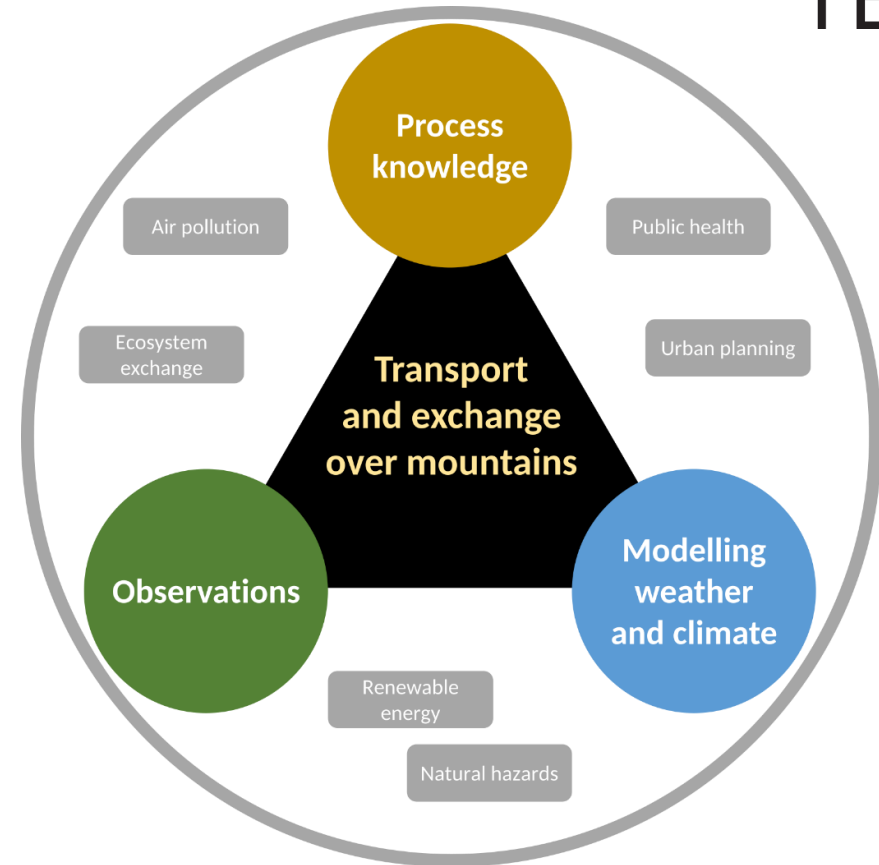 Process
knowledge
Air pollution
Public health
Ecosystem
exchange
Urban planning
Transport
and exchange
over mountains
Observations
Modelling
weather
and climate
Renewable
energy
Natural hazards